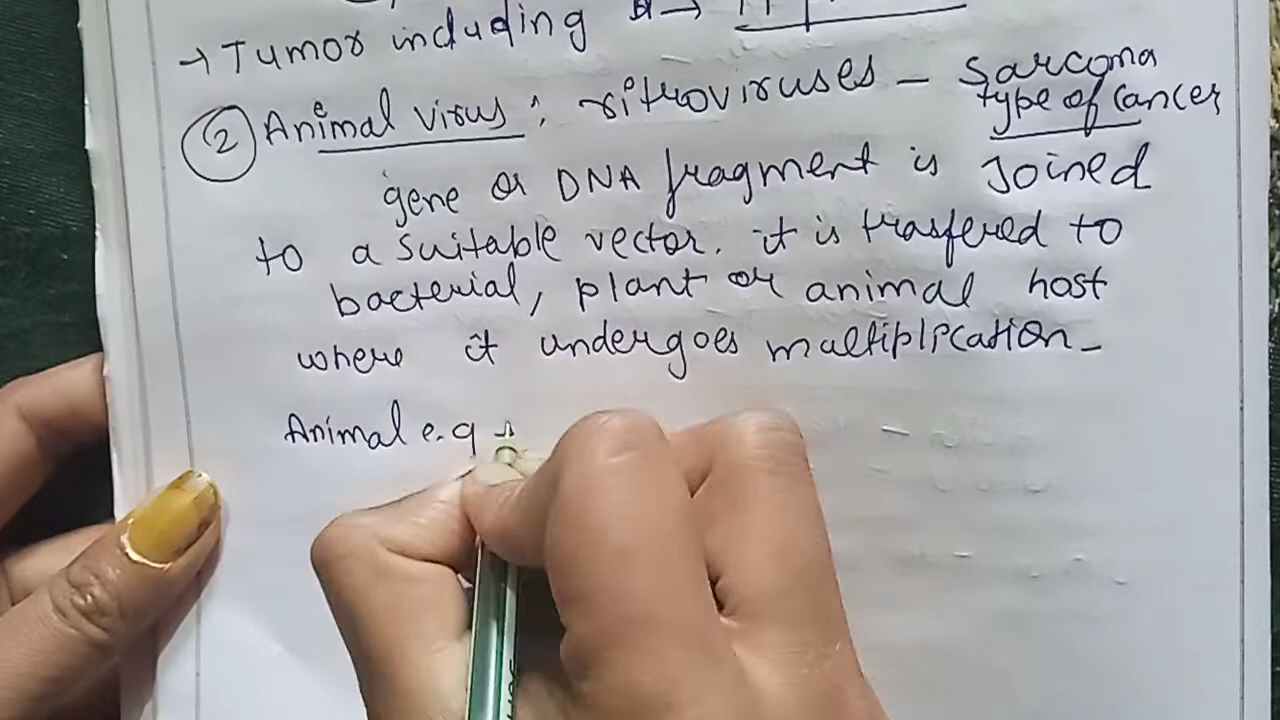 → Tumor including →
② Animal virus : ritroviruses – Sarcoma
type of cancer
gene or DNA fragment is Joined
to a suitable vector. it is trasfered to
bacterial, plant or animal host
where it undergoes multiplication –
Animal e.g